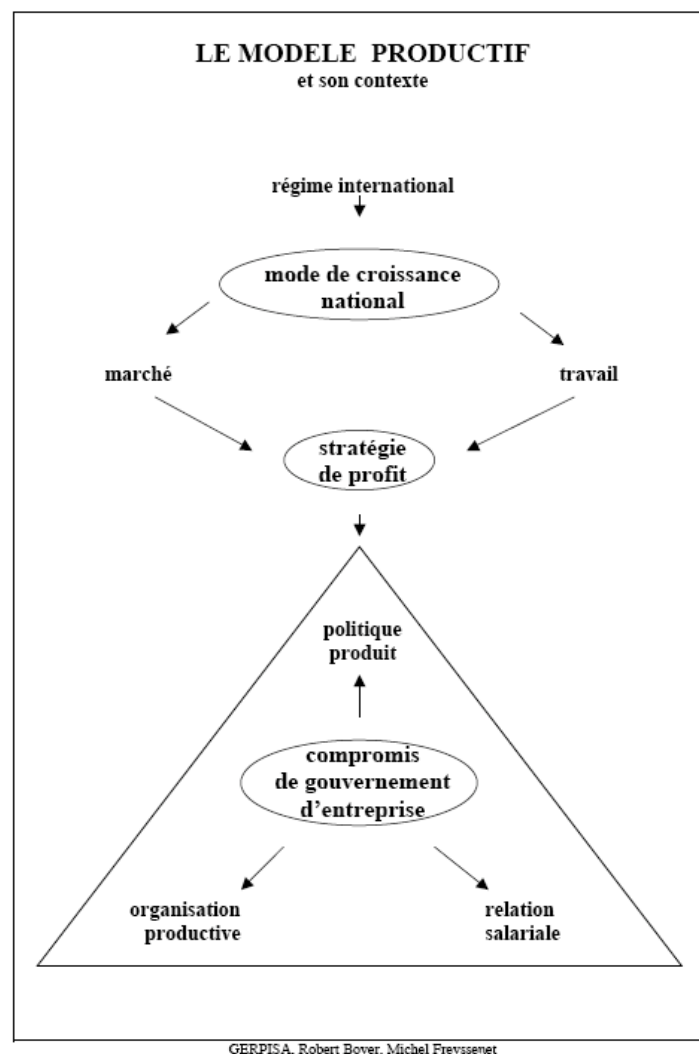 LE MODELE PRODUCTIF
et son contexte
régime international
mode de croissance
national
marché
travail
stratégie
de profit
politique
produit
compromis
de gouvernement
d'entreprise
organisation
productive
relation
salariale
GERPISA, Robert Boyer, Michel Freyssenet